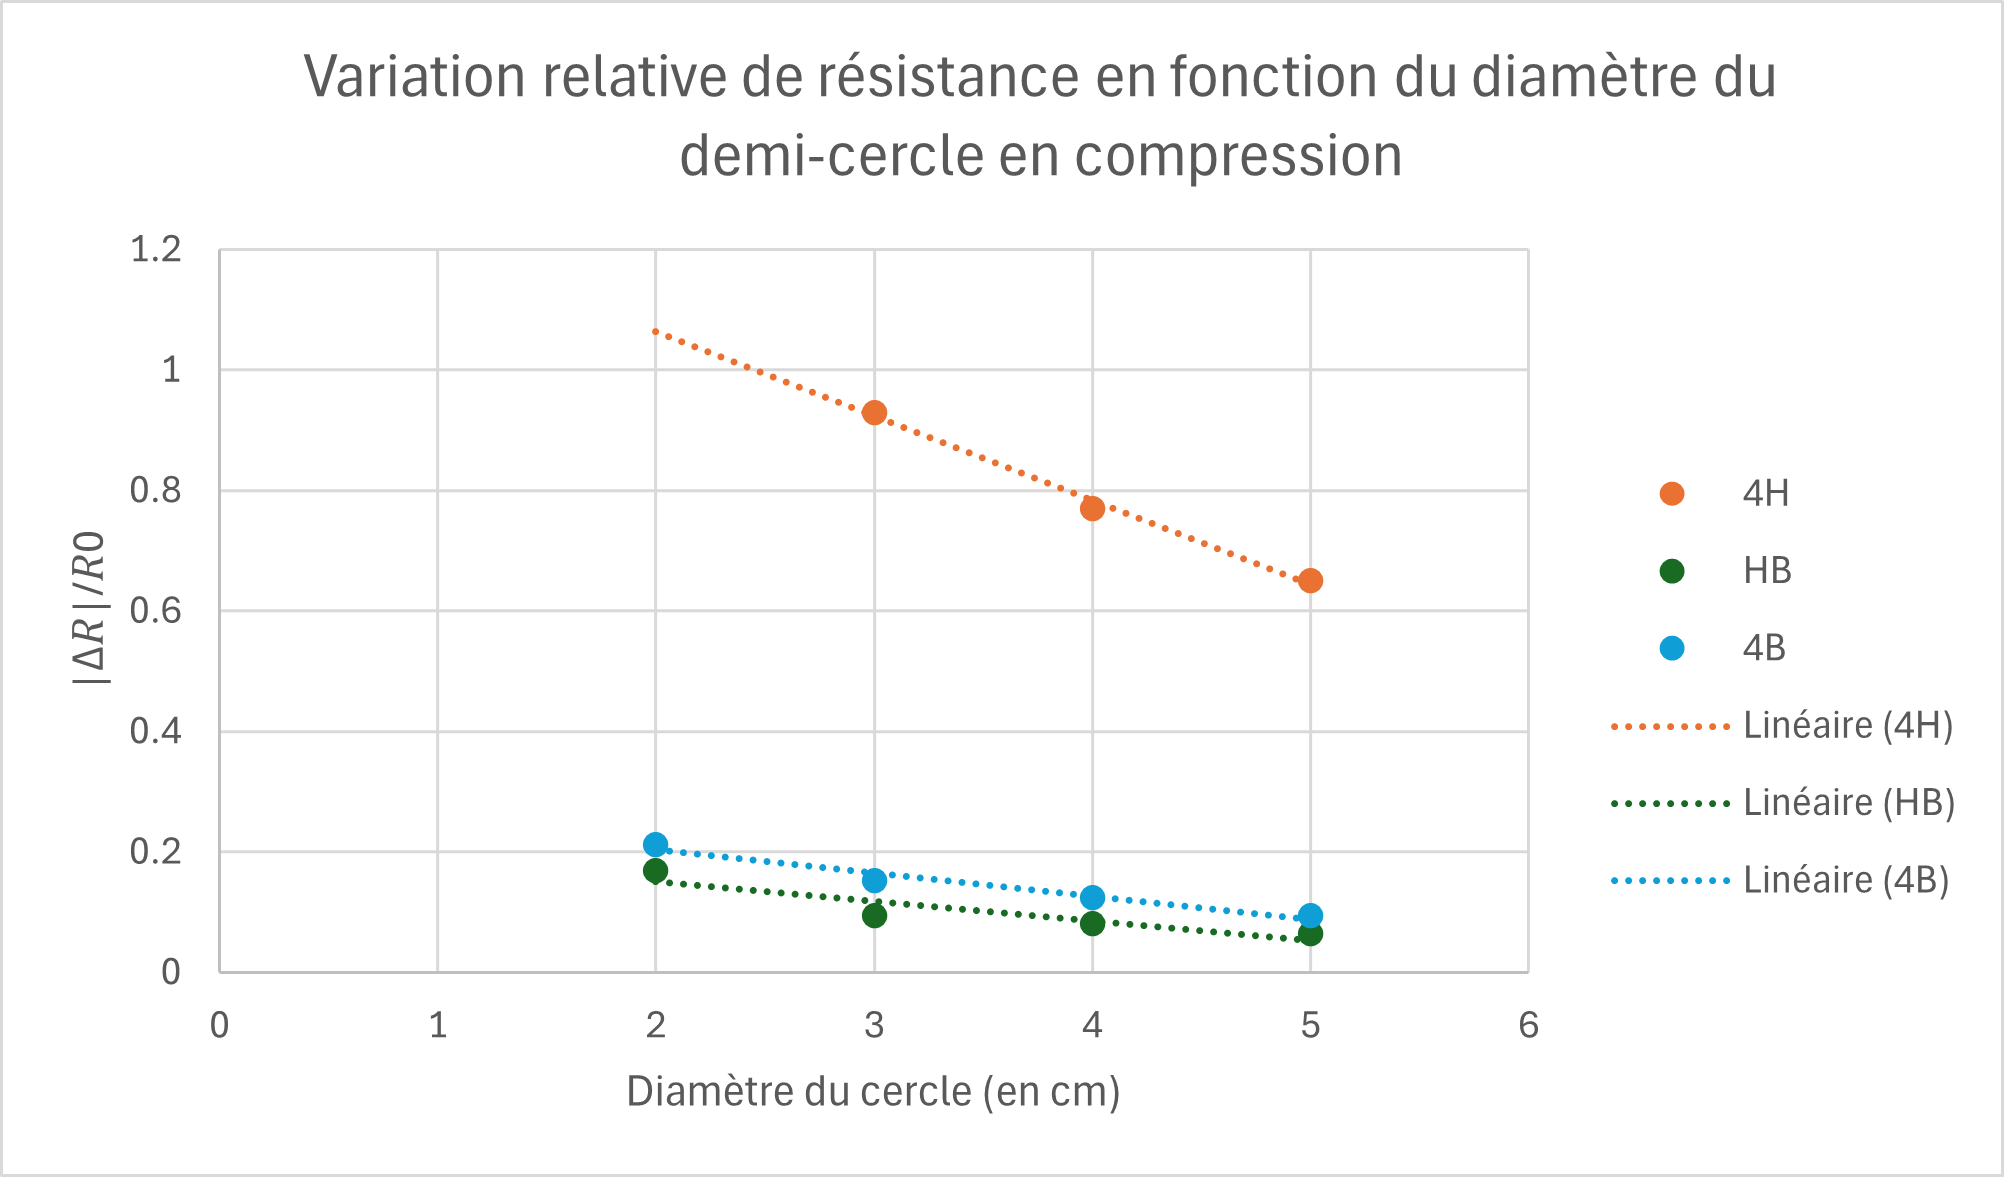 Variation relative de résistance en fonction du diamètre du
demi-cercle en compression
|ΔR|/R0
1.2
1
0.8
0.6
0.4
0.2
0
0 1 2 3 4 5 6
Diamètre du cercle (en cm)
4H
HB
4B
Linéaire (4H)
Linéaire (HB)
Linéaire (4B)